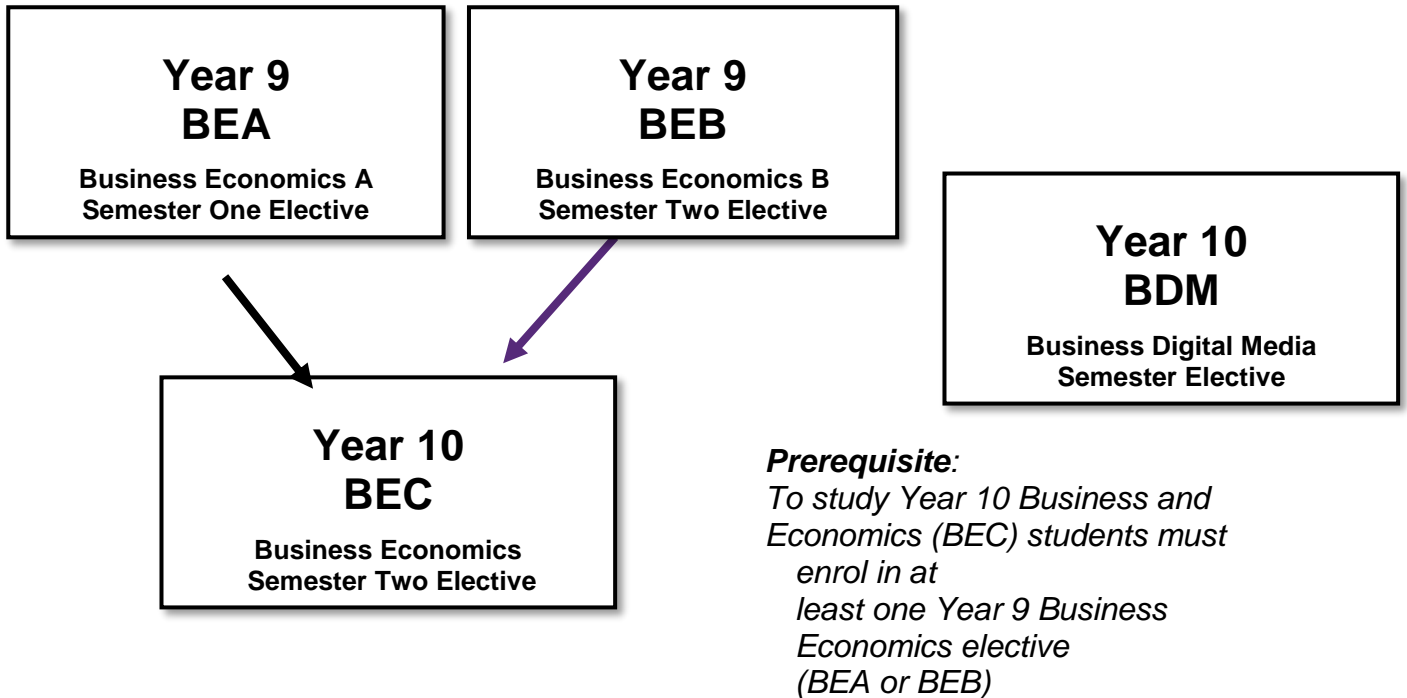 Year 9
BEA
Business Economics A
Semester One Elective
Year 9
BEB
Business Economics B
Semester Two Elective
Year 10
BDM
Business Digital Media
Semester Elective
Year 10
BEC
Business Economics
Semester Two Elective
Prerequisite:
To study Year 10 Business and
Economics (BEC) students must
enrol in at
least one Year 9 Business
Economics elective
(BEA or BEB)